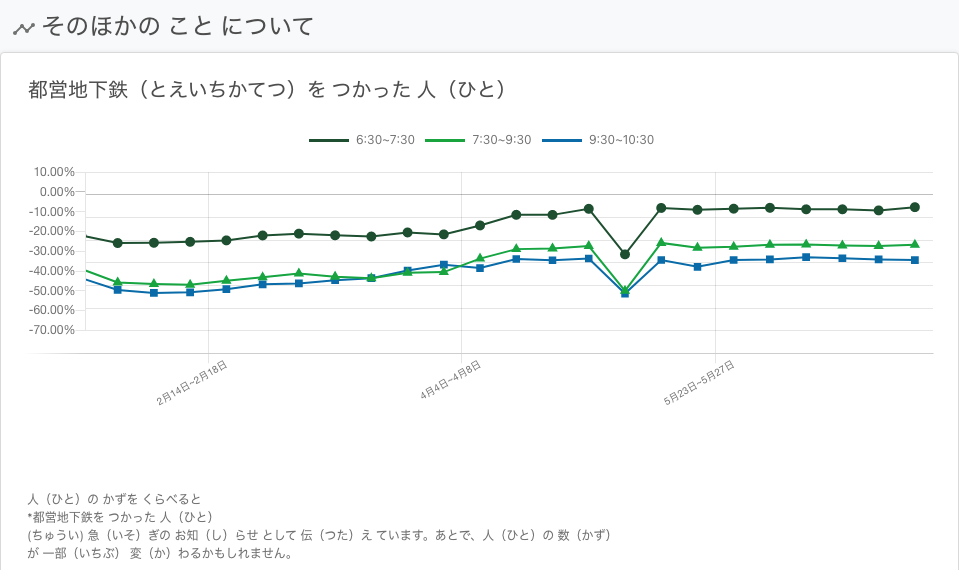 そのほかの こと について
都営地下鉄（とえいちかてつ）を つかった 人（ひと）
6:30~7:30 7:30~9:30 9:30~10:30
10.00%
0.00%
-10.00%
-20.00%
-30.00%
-40.00%
-50.00%
-60.00%
-70.00%
2月14日~2月18日 4月4日~4月8日 5月23日~5月27日
人（ひと）の かずを くらべると
*都営地下鉄を つかった 人（ひと）
(ちゅうい) 急（いそ）ぎの お知（し）らせ として 伝（つた）え ています。あとで、人（ひと）の 数（かず）
が 一部（いちぶ） 変（か）わるかもしれません。